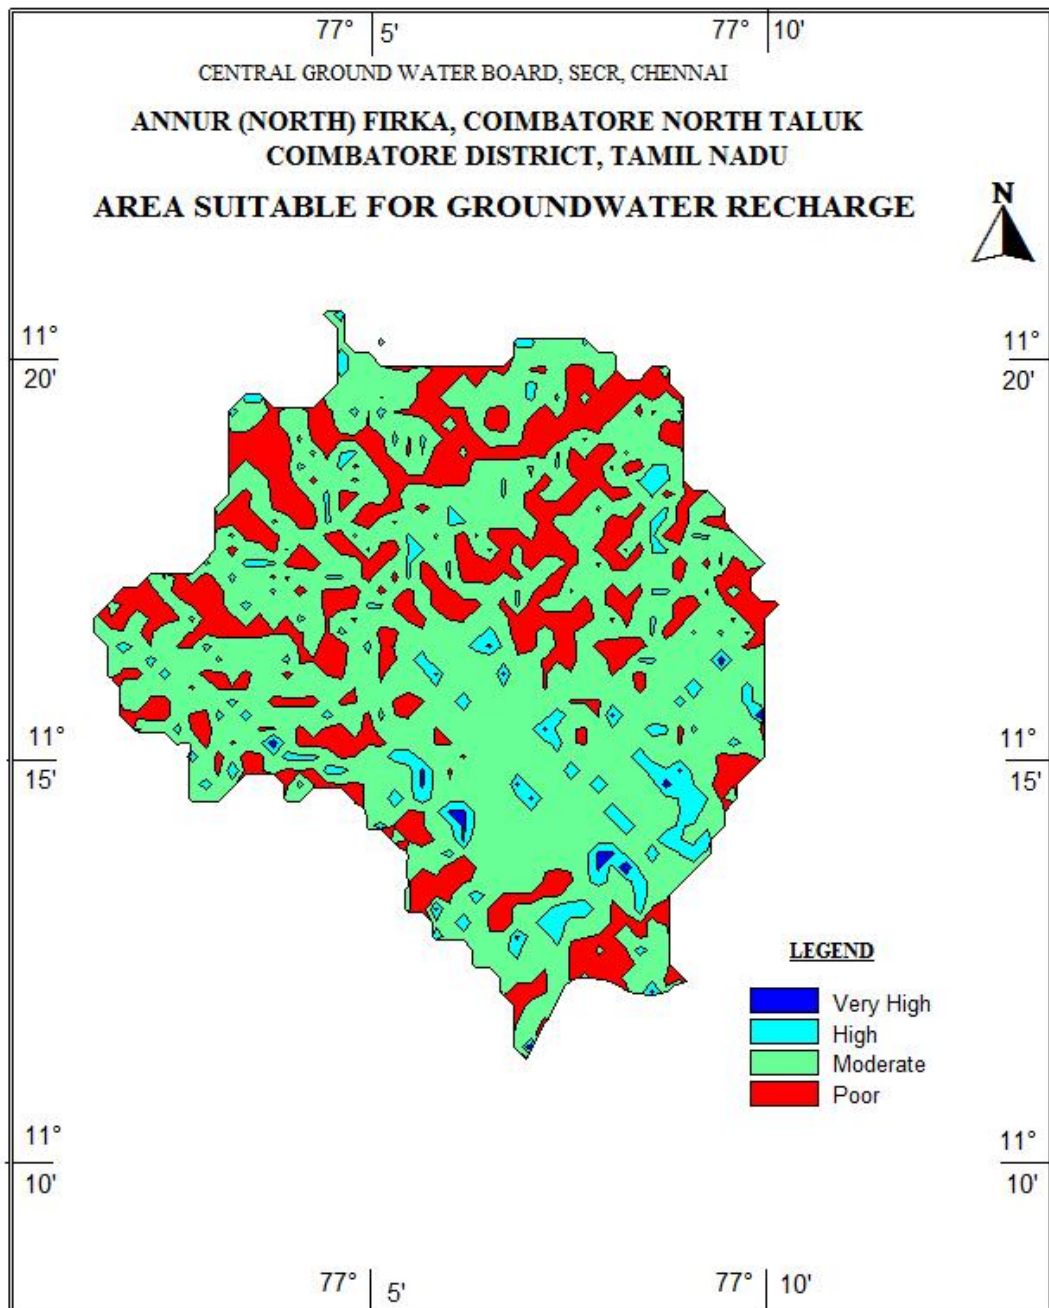 77° 5' 77° 10'
CENTRAL GROUND WATER BOARD, SECR, CHENNAI
ANNUR (NORTH) FIRKA, COIMBATORE NORTH TALUK
COIMBATORE DISTRICT, TAMIL NADU
AREA SUITABLE FOR GROUNDWATER RECHARGE
N
11° 11°
20' 20'
11° 11°
15' 15'
LEGEND
Very High
High
Moderate
Poor
11° 11°
10' 10'
77° 5' 77° 10'